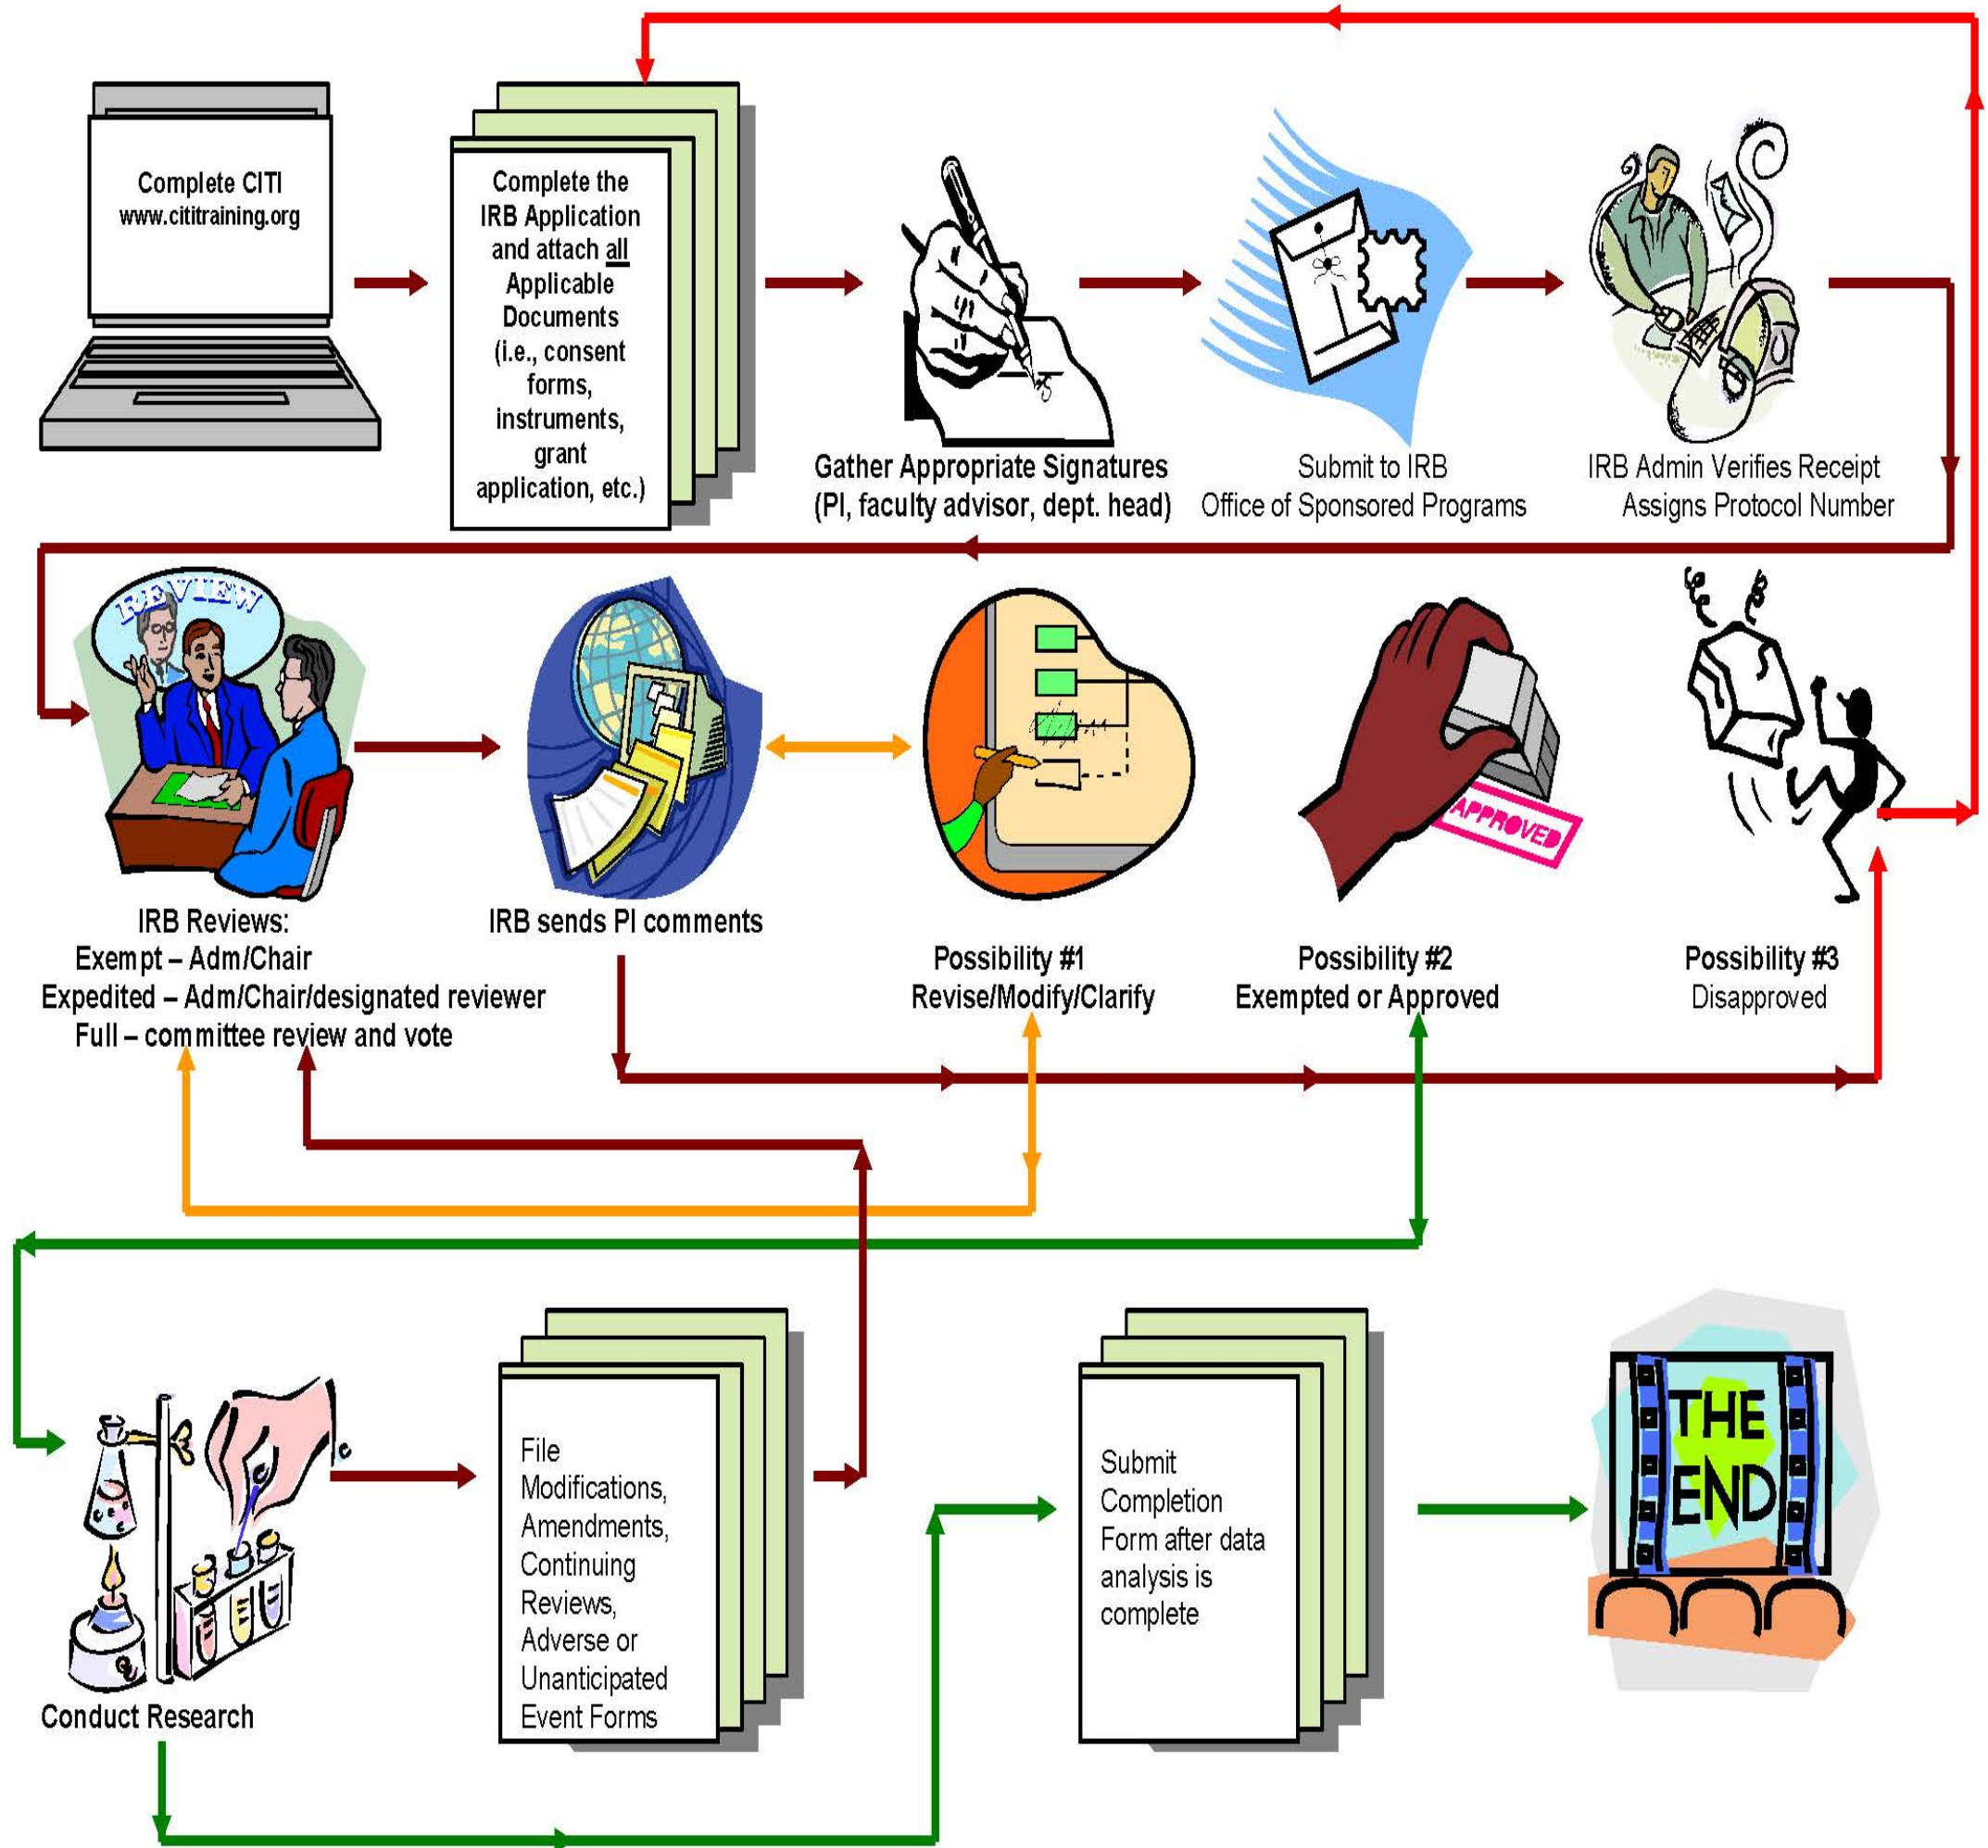 Complete CITI
www.cititraining.org
Complete the
IRB Application
and attach all
Applicable
Documents
(i.e., consent
forms,
instruments,
grant
application, etc.)
Gather Appropriate Signatures
(PI, faculty advisor, dept. head)
Submit to IRB
Office of Sponsored Programs
IRB Admin Verifies Receipt
Assigns Protocol Number
REVIEW
IRB Reviews:
Exempt – Adm/Chair
Expedited – Adm/Chair/designated reviewer
Full – committee review and vote
IRB sends PI comments
Possibility #1
Revise/Modify/Clarify
APPROVED
Possibility #2
Exempted or Approved
Possibility #3
Disapproved
Conduct Research
File
Modifications,
Amendments,
Continuing
Reviews,
Adverse or
Unanticipated
Event Forms
Submit
Completion
Form after data
analysis is
complete
THE
END